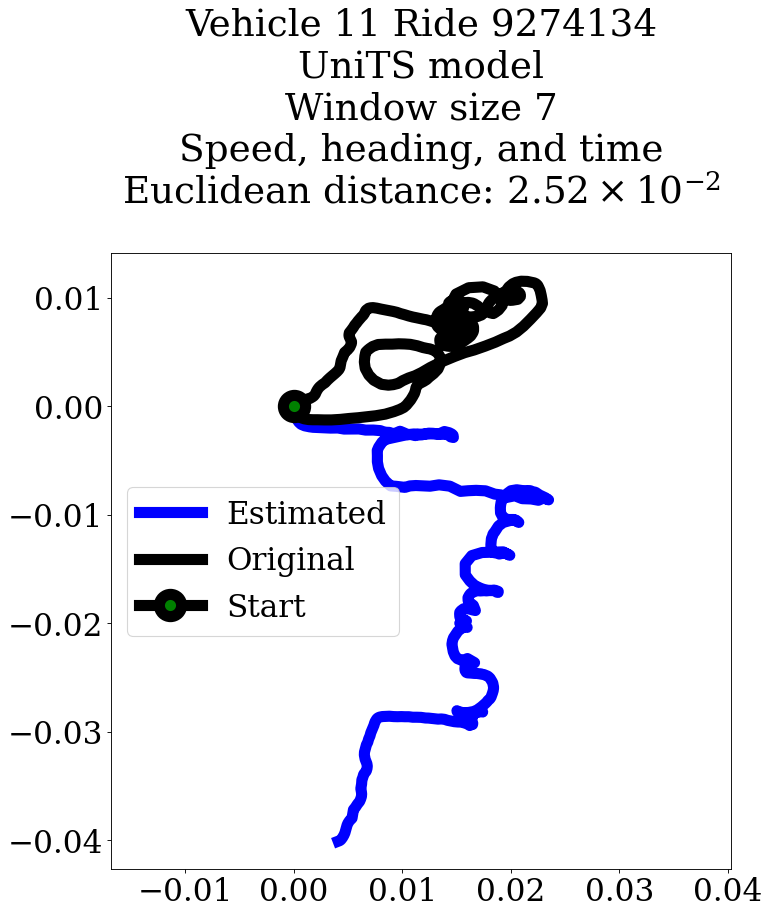 Vehicle 11 Ride 9274134
UniTS model
Window size 7
Speed, heading, and time
Euclidean distance: 2.52 × 10⁻²
0.01
0.00
−0.01
−0.02
−0.03
−0.04
Estimated
Original
Start
−0.01 0.00 0.01 0.02 0.03 0.04